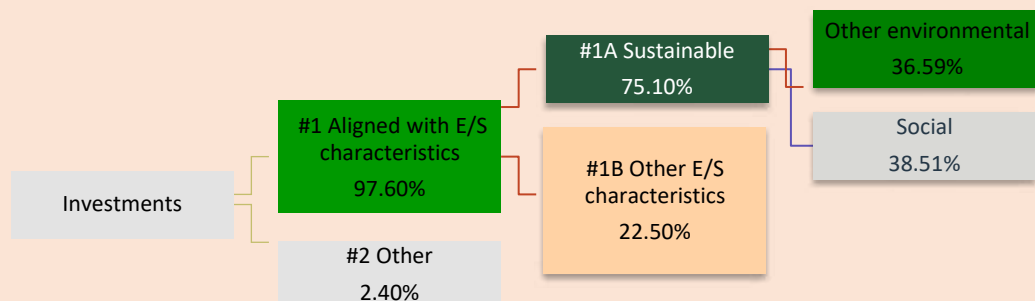 Investments
#1 Aligned with E/S
characteristics
97.60%
#2 Other
2.40%
#1A Sustainable
75.10%
#1B Other E/S
characteristics
22.50%
Other environmental
36.59%
Social
38.51%